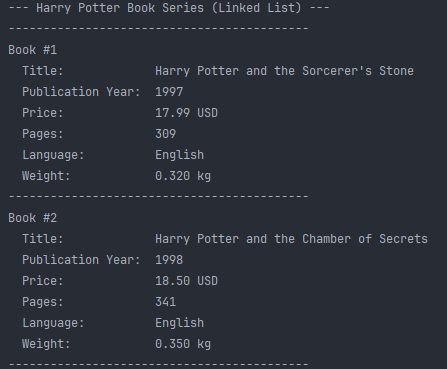 --- Harry Potter Book Series (Linked List) ---
-------------------------------------------
Book #1
  Title:             Harry Potter and the Sorcerer's Stone
  Publication Year:  1997
  Price:             17.99 USD
  Pages:             309
  Language:          English
  Weight:            0.320 kg
-------------------------------------------
Book #2
  Title:             Harry Potter and the Chamber of Secrets
  Publication Year:  1998
  Price:             18.50 USD
  Pages:             341
  Language:          English
  Weight:            0.350 kg
-------------------------------------------